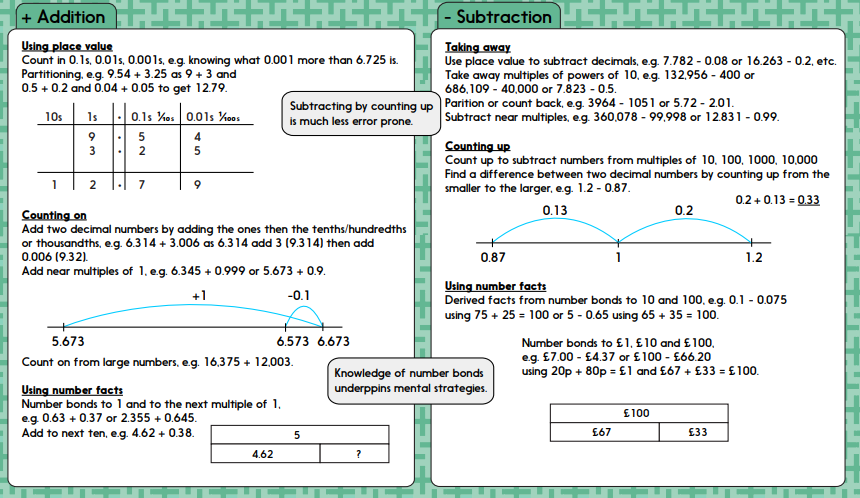 + Addition
Using place value
Count in 0.1s, 0.01s, 0.001s, e.g. knowing what 0.001 more than 6.725 is.
Partitioning, e.g. 9.54 + 3.25 as 9 + 3 and
0.5 + 0.2 and 0.04 + 0.05 to get 12.79.
10s 1s • 0.1s ⅒s 0.01s 1/100s
9 • 5 4
3 • 2 5
1 2 • 7 9
Counting on
Add two decimal numbers by adding the ones then the tenths/hundredths
or thousandths, e.g. 6.314 + 3.006 as 6.314 add 3 (9.314) then add
0.006 (9.32).
Add near multiples of 1, e.g. 6.345 + 0.999 or 5.673 + 0.9.
+1 -0.1
5.673 6.573 6.673
Count on from large numbers, e.g. 16,375 + 12,003.
Using number facts
Number bonds to 1 and to the next multiple of 1,
e.g. 0.63 + 0.37 or 2.355 + 0.645.
Add to next ten, e.g. 4.62 + 0.38.
5
4.62 ?
Subtracting by counting up
is much less error prone.
Knowledge of number bonds
underppins mental strategies.
- Subtraction
Taking away
Use place value to subtract decimals, e.g. 7.782 - 0.08 or 16.263 - 0.2, etc.
Take away multiples of powers of 10, e.g. 132,956 - 400 or
686,109 - 40,000 or 7.823 - 0.5.
Parition or count back, e.g. 3964 - 1051 or 5.72 - 2.01.
Subtract near multiples, e.g. 360,078 - 99,998 or 12.831 - 0.99.
Counting up
Count up to subtract numbers from multiples of 10, 100, 1000, 10,000
Find a difference between two decimal numbers by counting up from the
smaller to the larger, e.g. 1.2 - 0.87.
0.2 + 0.13 = 0.33
0.13 0.2
0.87 1 1.2
Using number facts
Derived facts from number bonds to 10 and 100, e.g. 0.1 - 0.075
using 75 + 25 = 100 or 5 - 0.65 using 65 + 35 = 100.
Number bonds to £1, £10 and £100,
e.g. £7.00 - £4.37 or £100 - £66.20
using 20p + 80p = £1 and £67 + £33 = £100.
£100
£67 £33